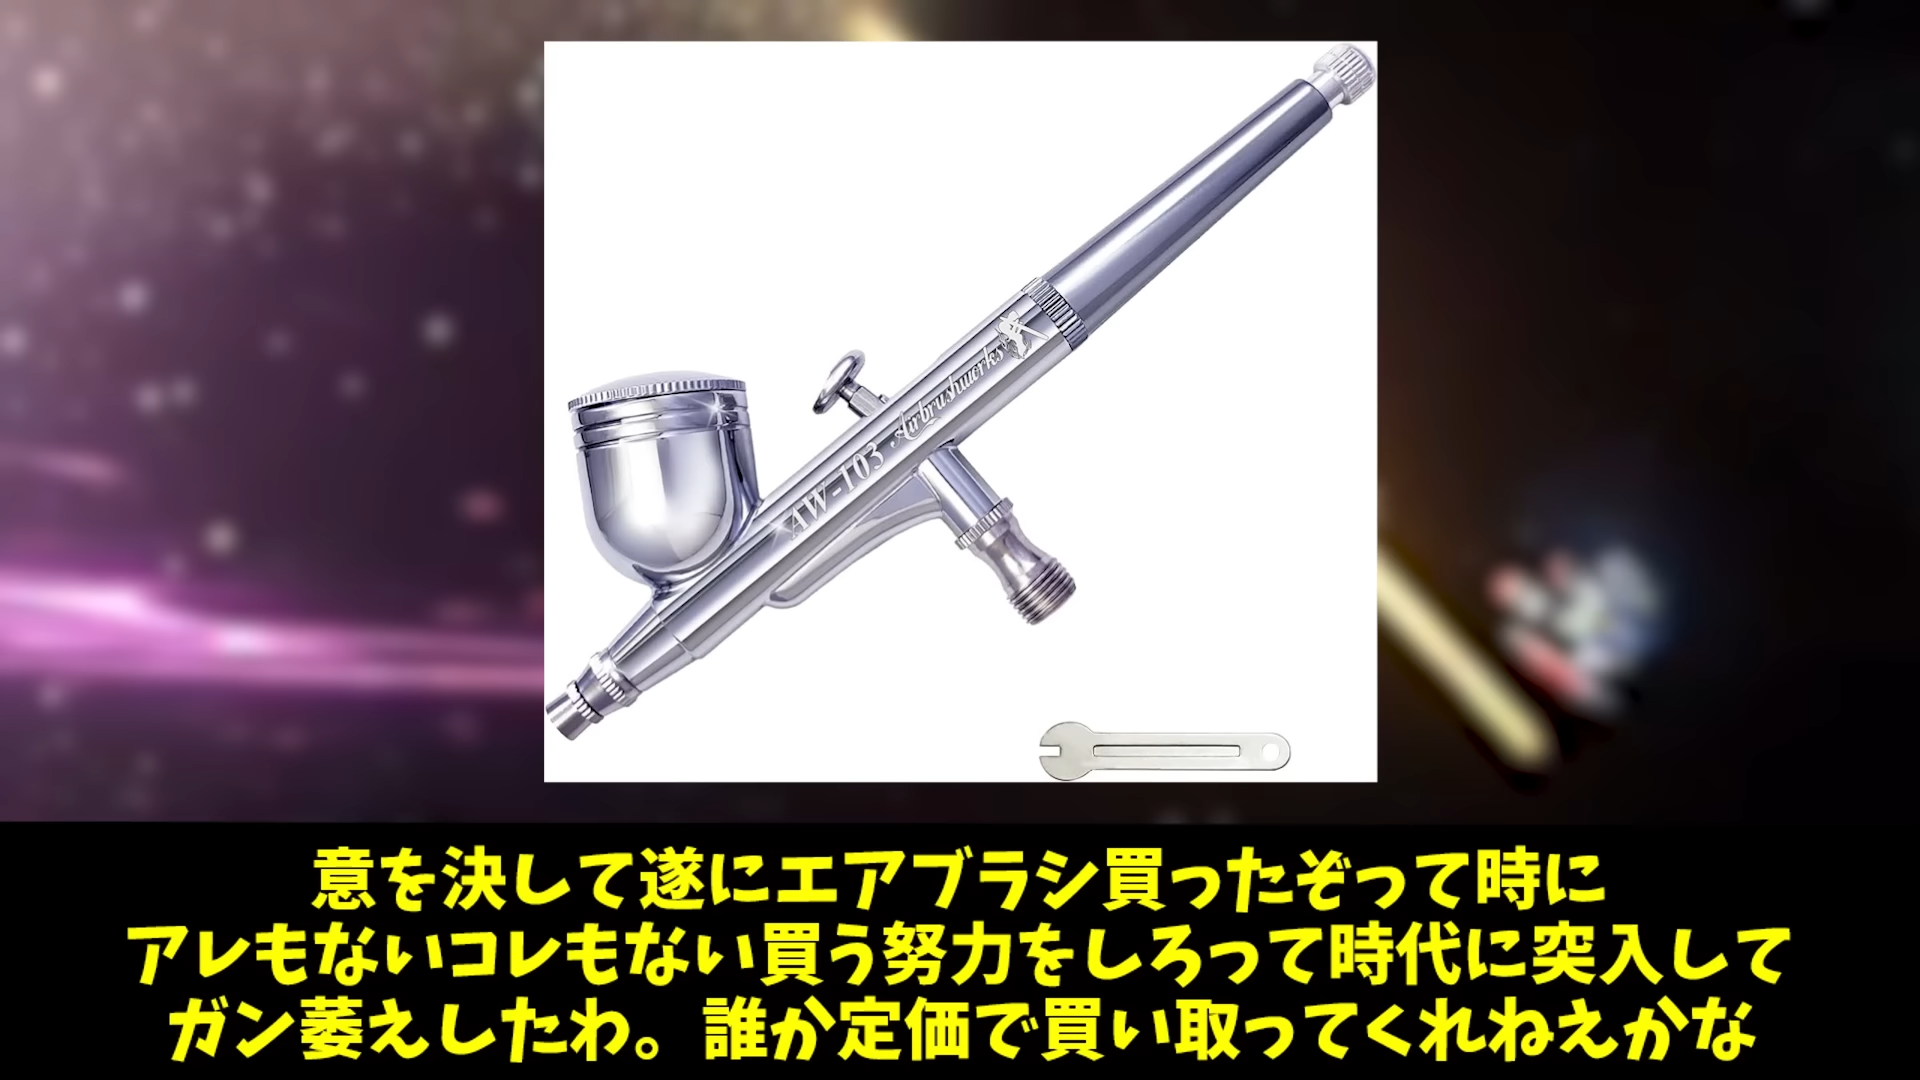 AW-103 Airbrushworks
意を決して遂にエアブラシ買ったぞって時に
アレもないコレもない買う努力をしろって時代に突入して
ガン萎えしたわ。誰か定価で買い取ってくれねえかな